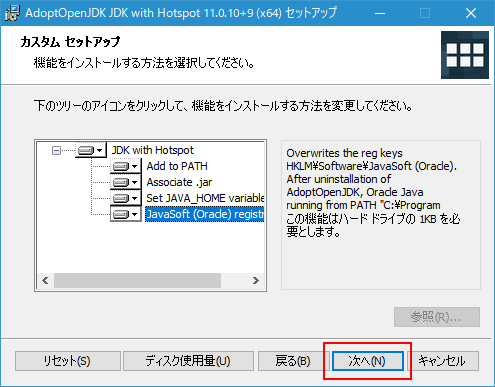 AdoptOpenJDK JDK with Hotspot 11.0.10+9 (x64) セットアップ
カスタム セットアップ
機能をインストールする方法を選択してください。
下のツリーのアイコンをクリックして、機能をインストールする方法を変更してください。
JDK with Hotspot
Add to PATH
Associate .jar
Set JAVA_HOME variable
JavaSoft (Oracle) registr
Overwrites the reg keys
HKLM¥Software¥JavaSoft (Oracle).
After uninstallation of
AdoptOpenJDK, Oracle Java
running from PATH "C:¥Program
この機能はハード ドライブの 1KB を必
要とします。
参照(R)...
リセット(S)
ディスク使用量(U)
戻る(B)
次へ(N)
キャンセル